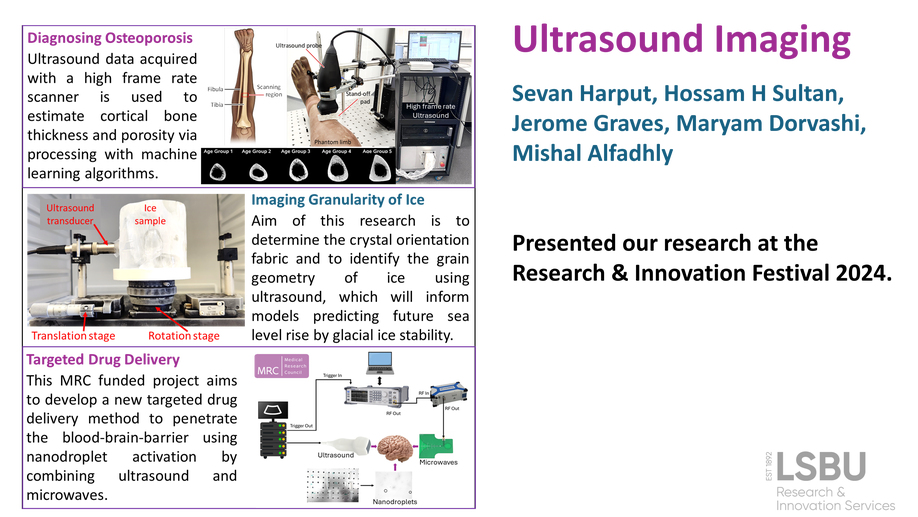 Diagnosing Osteoporosis
Ultrasound data acquired
with a high frame rate
scanner is used to
estimate cortical bone
thickness and porosity via
processing with machine
learning algorithms.
Fibula
Tibia
Scanning
region
Ultrasound probe
Stand-off
pad
Phantom limb
High frame rate
Ultrasound
Age Group 1
Age Group 2
Age Group 3
Age Group 4
Age Group 5
Ultrasound
transducer
Ice
sample
Translation stage
Rotation stage
Imaging Granularity of Ice
Aim of this research is to
determine the crystal orientation
fabric and to identify the grain
geometry of ice using
ultrasound, which will inform
models predicting future sea
level rise by glacial ice stability.
Targeted Drug Delivery
This MRC funded project aims
to develop a new targeted drug
delivery method to penetrate
the blood-brain-barrier using
nanodroplet activation by
combining ultrasound and
microwaves.
MRC
Medical
Research
Council
Trigger In
Trigger Out
RF Out
RF In
RF Out
Ultrasound
Microwaves
Nanodroplets
Ultrasound Imaging
Sevan Harput, Hossam H Sultan,
Jerome Graves, Maryam Dorvashi,
Mishal Alfadhly
Presented our research at the
Research & Innovation Festival 2024.
EST 1892
LSBU
Research &
Innovation Services